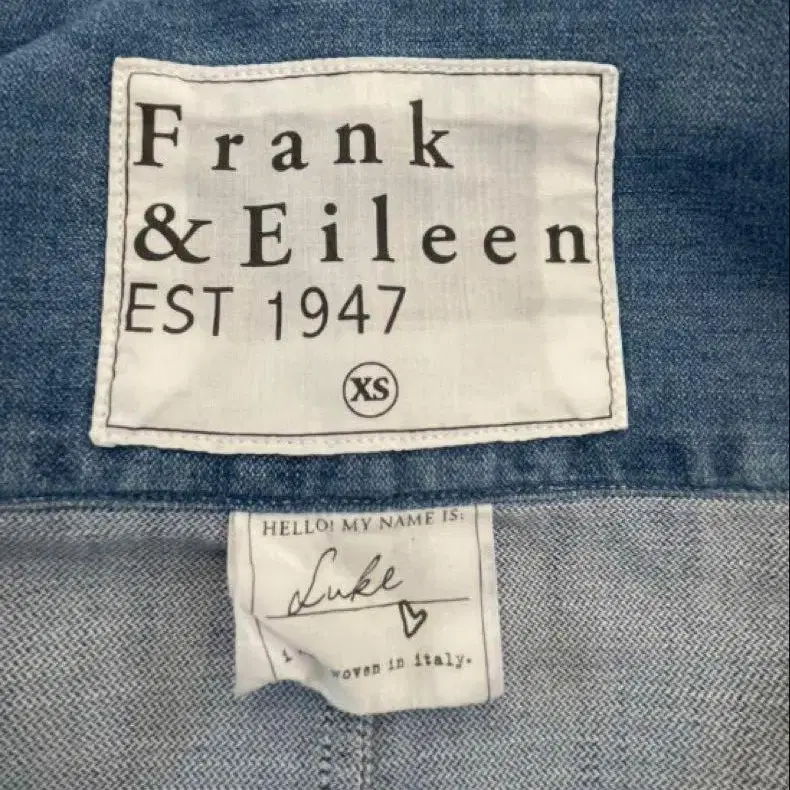 Frank
& Eileen
EST 1947
XS
HELLO! MY NAME IS:
Luke
woven in italy.